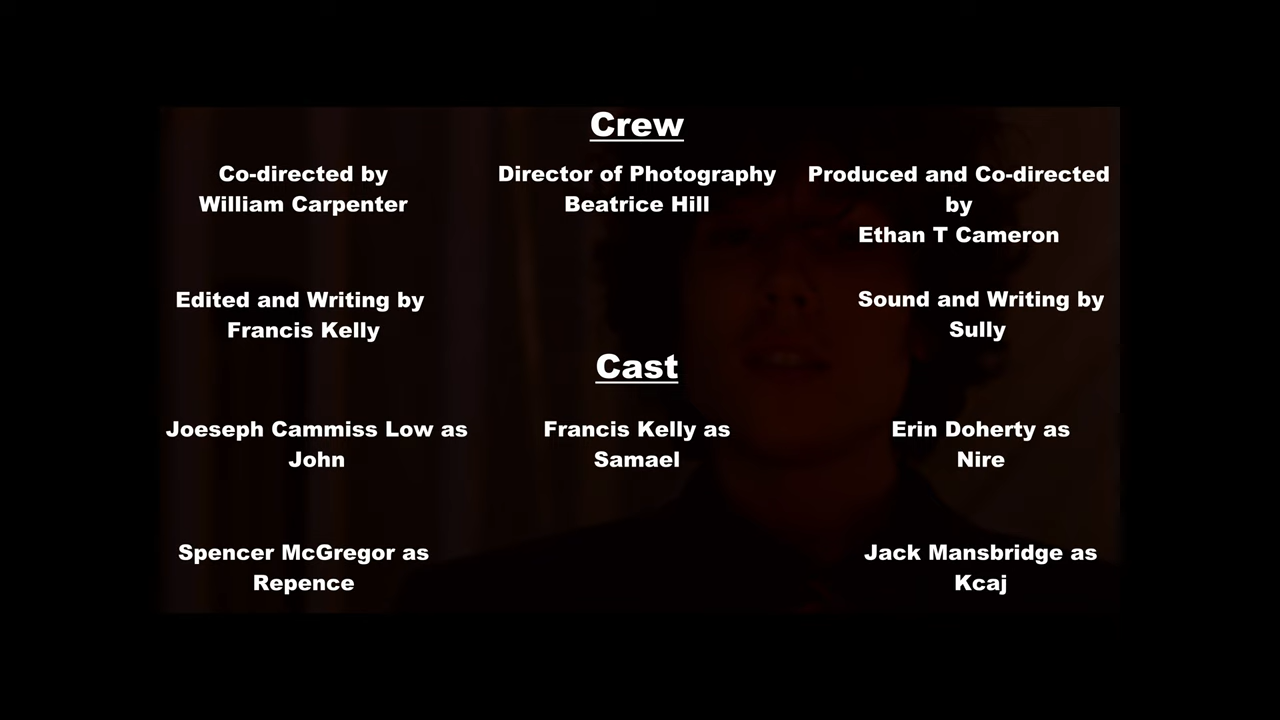 Crew
Co-directed by
William Carpenter
Director of Photography
Beatrice Hill
Produced and Co-directed
by
Ethan T Cameron
Edited and Writing by
Francis Kelly
Sound and Writing by
Sully
Cast
Joeseph Cammiss Low as
John
Francis Kelly as
Samael
Erin Doherty as
Nire
Spencer McGregor as
Repence
Jack Mansbridge as
Kcaj